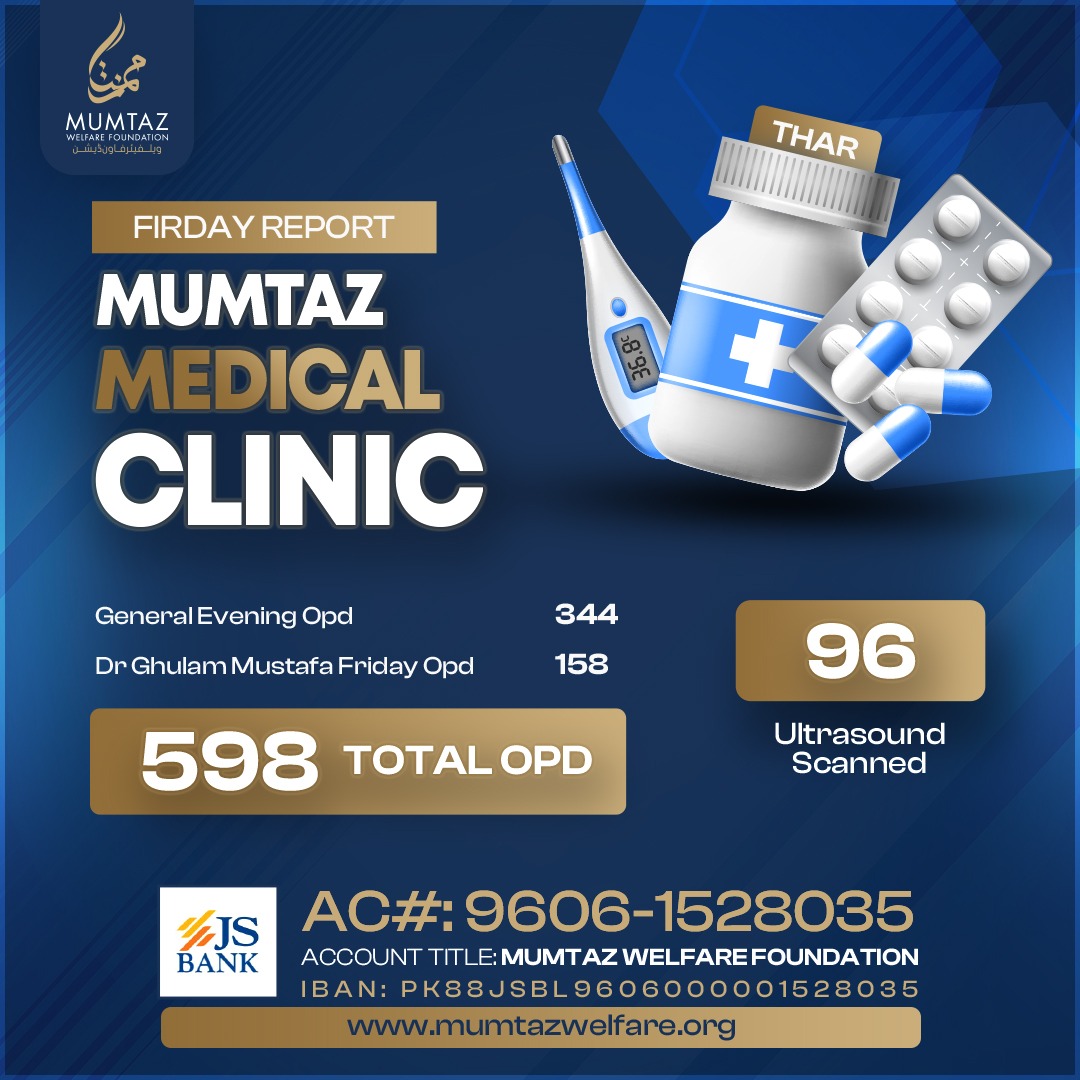 ممتاز
MUMTAZ
WELFARE FOUNDATION
ویلفیئرفاونڈیشن
THAR
FIRDAY REPORT
MUMTAZ
MEDICAL
CLINIC
36.8°C
General Evening Opd 344
Dr Ghulam Mustafa Friday Opd 158
598 TOTAL OPD
96
Ultrasound
Scanned
JS
BANK
AC#: 9606-1528035
ACCOUNT TITLE: MUMTAZ WELFARE FOUNDATION
IBAN: PK88JSBL9606000001528035
www.mumtazwelfare.org